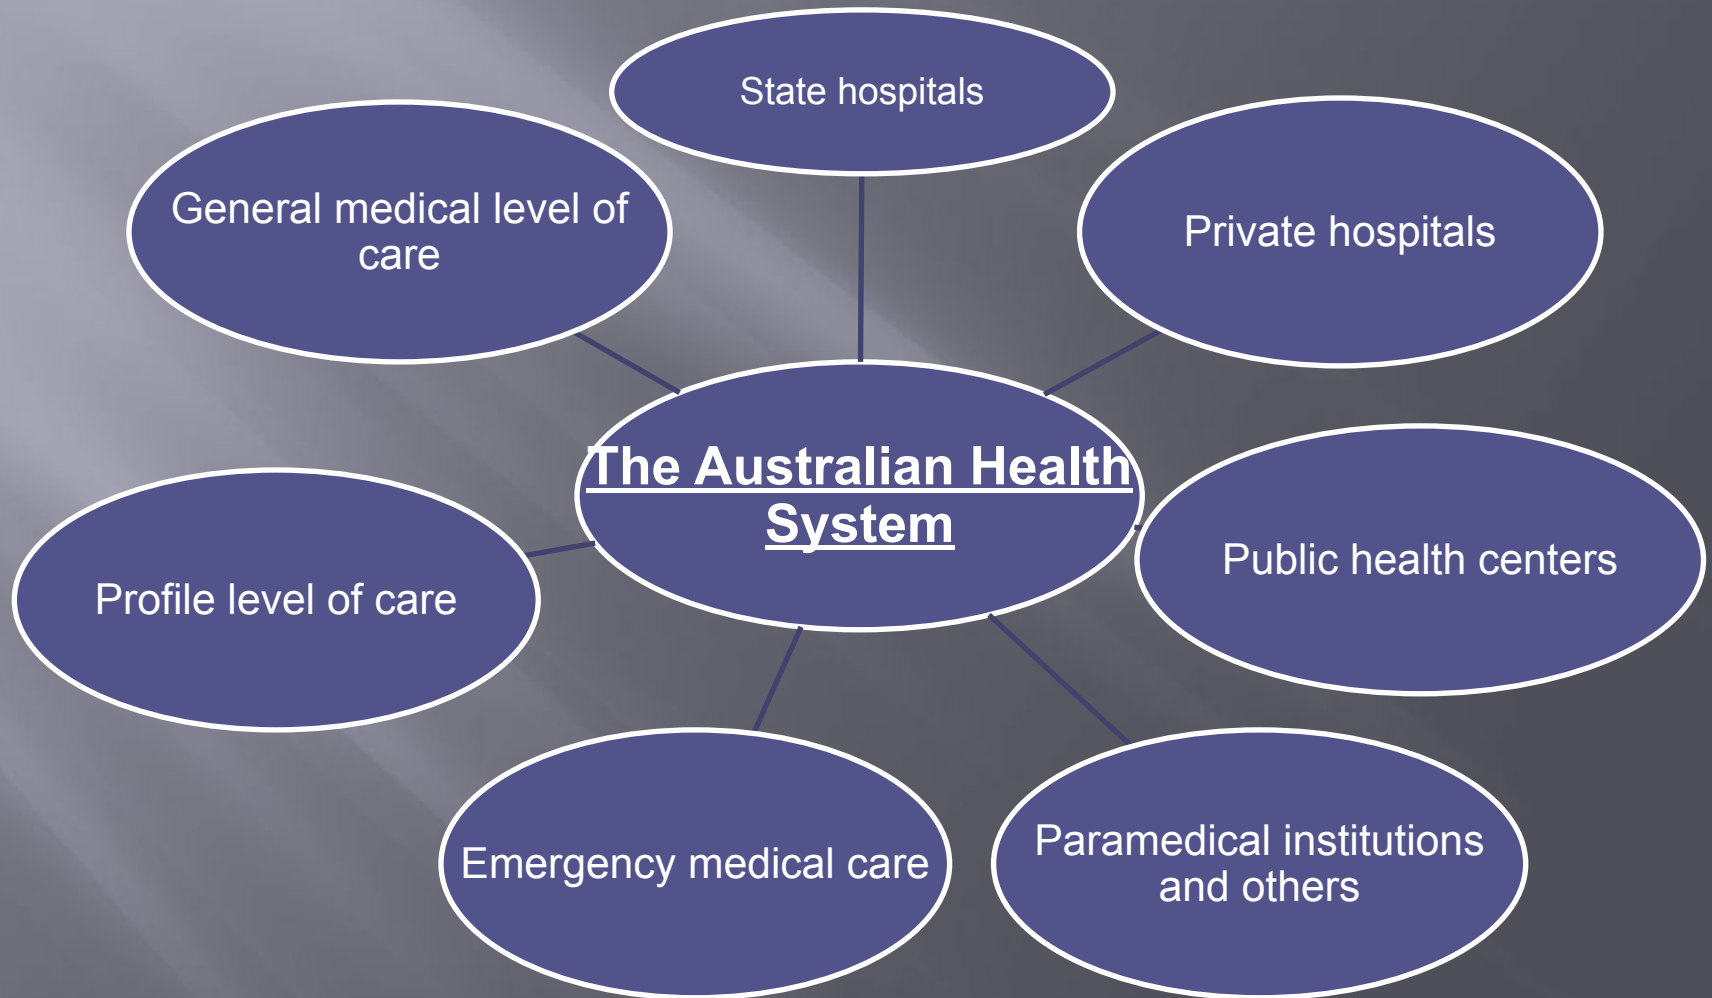 State hospitals
General medical level of
care
Private hospitals
The Australian Health
System
Public health centers
Profile level of care
Paramedical institutions
and others
Emergency medical care